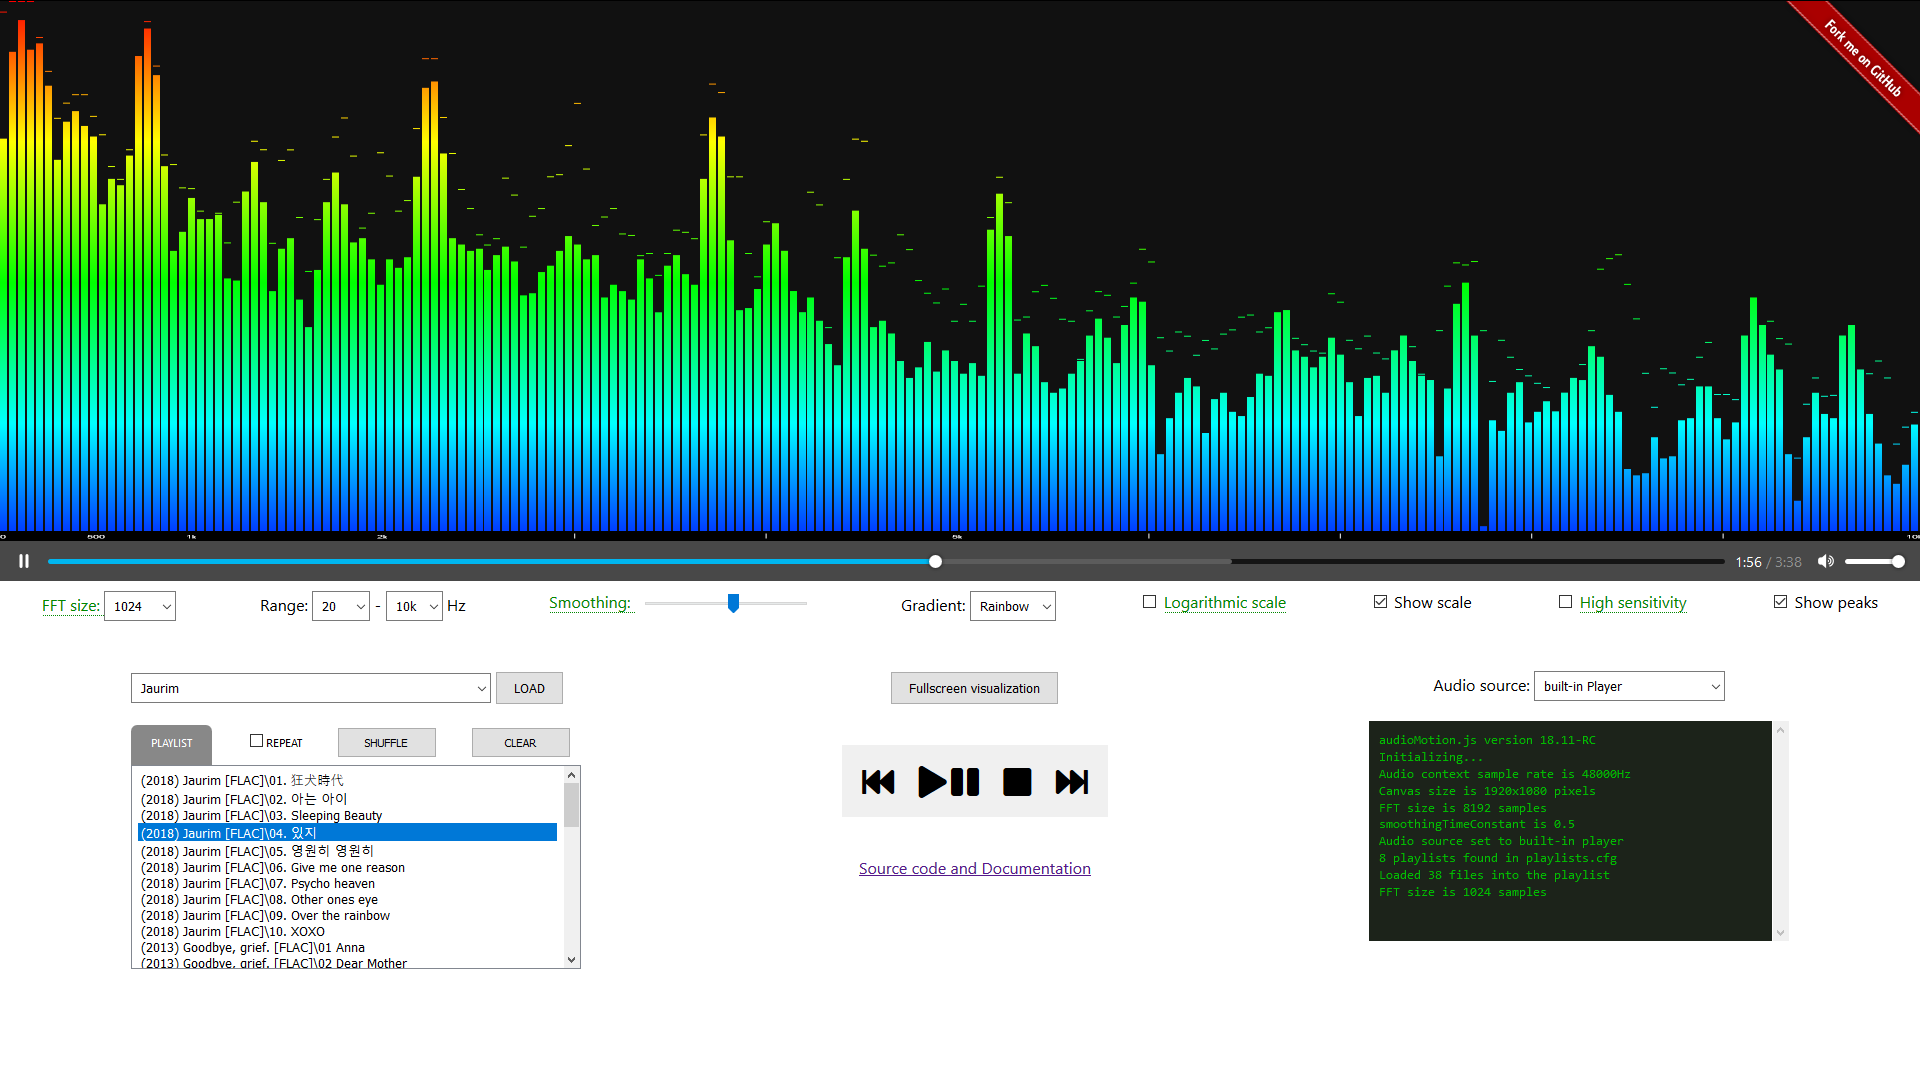 Fork me on GitHub
0 500 1k 2k 5k 10k
1:56 / 3:38
FFT size: 1024 Range: 20 - 10k Hz Smoothing: Gradient: Rainbow Logarithmic scale Show scale High sensitivity Show peaks
Jaurim LOAD
Fullscreen visualization
Audio source: built-in Player
PLAYLIST REPEAT SHUFFLE CLEAR
(2018) Jaurim [FLAC]\01. 狂犬時代
(2018) Jaurim [FLAC]\02. 아는 아이
(2018) Jaurim [FLAC]\03. Sleeping Beauty
(2018) Jaurim [FLAC]\04. 있지
(2018) Jaurim [FLAC]\05. 영원히 영원히
(2018) Jaurim [FLAC]\06. Give me one reason
(2018) Jaurim [FLAC]\07. Psycho heaven
(2018) Jaurim [FLAC]\08. Other ones eye
(2018) Jaurim [FLAC]\09. Over the rainbow
(2018) Jaurim [FLAC]\10. XOXO
(2013) Goodbye, grief. [FLAC]\01 Anna
(2013) Goodbye, grief. [FLAC]\02 Dear Mother
Source code and Documentation
audioMotion.js version 18.11-RC
Initializing...
Audio context sample rate is 48000Hz
Canvas size is 1920x1080 pixels
FFT size is 8192 samples
smoothingTimeConstant is 0.5
Audio source set to built-in player
8 playlists found in playlists.cfg
Loaded 38 files into the playlist
FFT size is 1024 samples